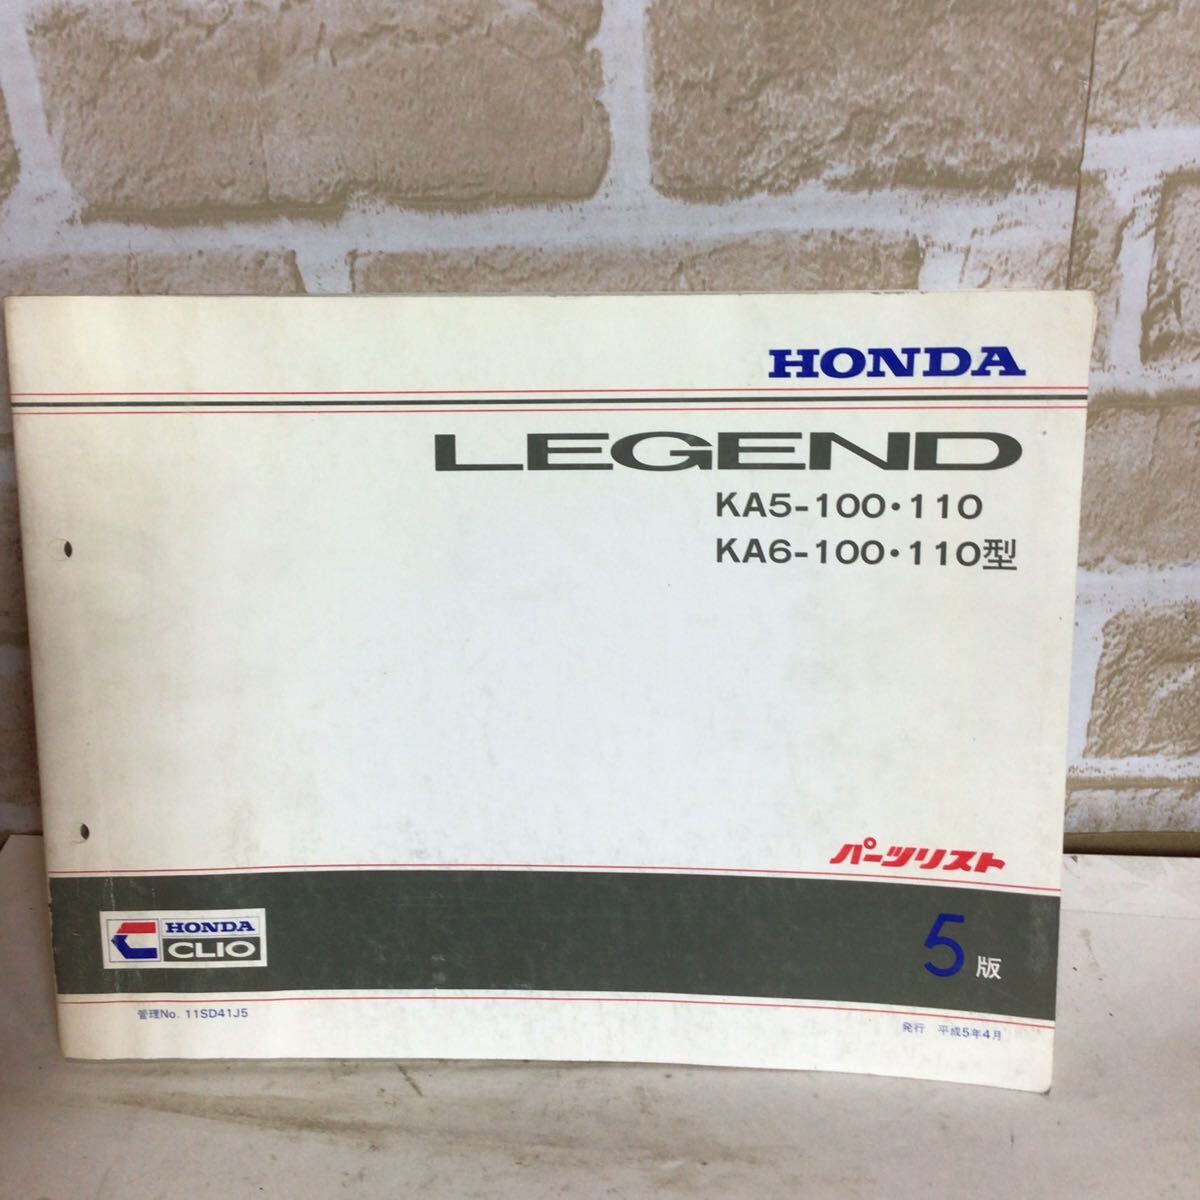 HONDA
LEGEND
KA5-100・110
KA6-100・110型
パーツリスト
HONDA
CLIO
5版
管理No. 11SD41J5
発行 平成5年4月